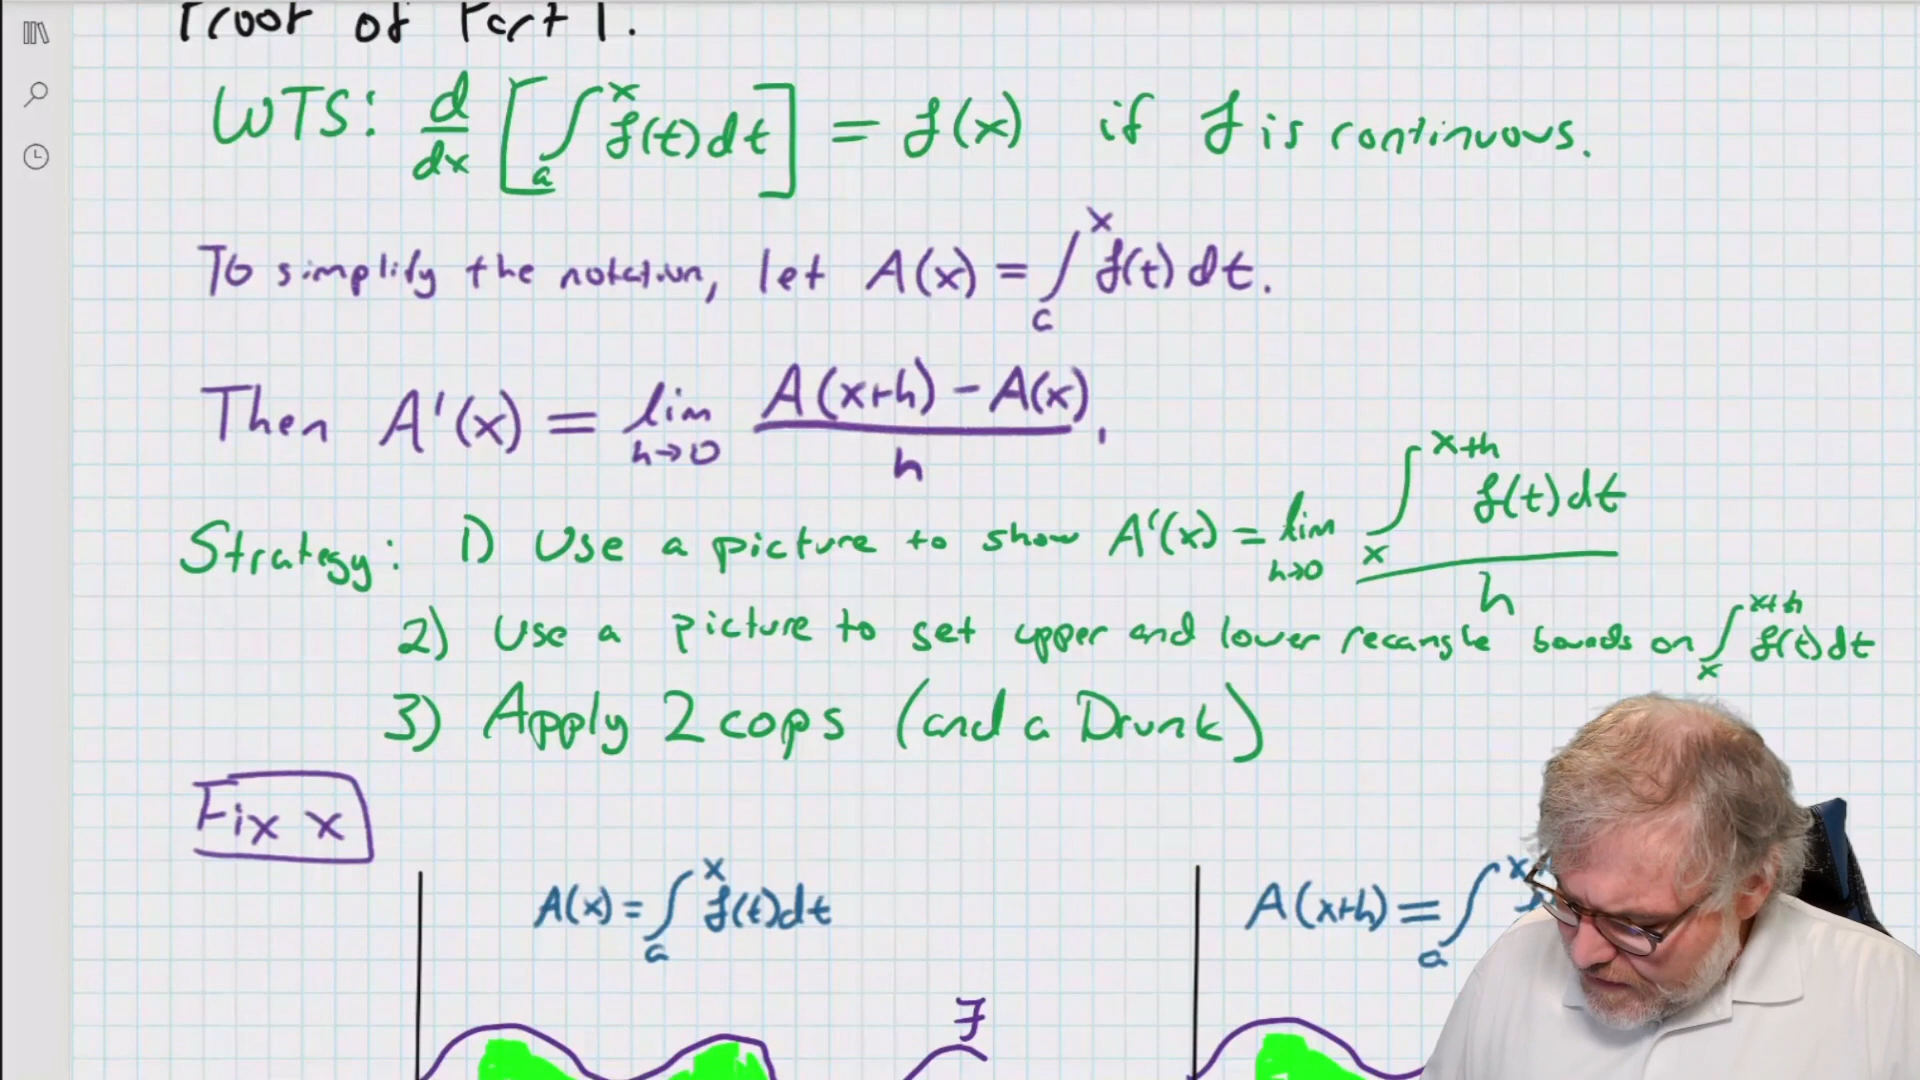 Proof of Part 1.
WTS: d/dx [∫_a^x f(t) dt] = f(x) if f is continuous.
To simplify the notation, let A(x) = ∫_a^x f(t) dt.
Then A'(x) = lim_{h→0} (A(x+h) - A(x))/h.
Strategy: 1) Use a picture to show A'(x) = lim_{h→0} (∫_x^{x+h} f(t) dt)/h
2) Use a picture to set upper and lower recangle bounds on ∫_x^{x+h} f(t) dt
3) Apply 2 cops (and a Drunk)
Fix x
A(x) = ∫_a^x f(t) dt
A(x+h) = ∫_a^x
f